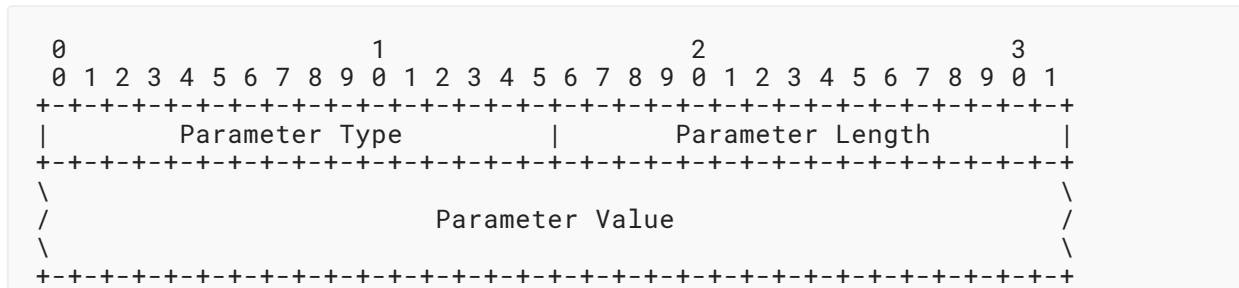 0                   1                   2                   3
 0 1 2 3 4 5 6 7 8 9 0 1 2 3 4 5 6 7 8 9 0 1 2 3 4 5 6 7 8 9 0 1
+-+-+-+-+-+-+-+-+-+-+-+-+-+-+-+-+-+-+-+-+-+-+-+-+-+-+-+-+-+-+-+-+
|        Parameter Type         |       Parameter Length        |
+-+-+-+-+-+-+-+-+-+-+-+-+-+-+-+-+-+-+-+-+-+-+-+-+-+-+-+-+-+-+-+-+
\                                                               \
/                        Parameter Value                        /
\                                                               \
+-+-+-+-+-+-+-+-+-+-+-+-+-+-+-+-+-+-+-+-+-+-+-+-+-+-+-+-+-+-+-+-+